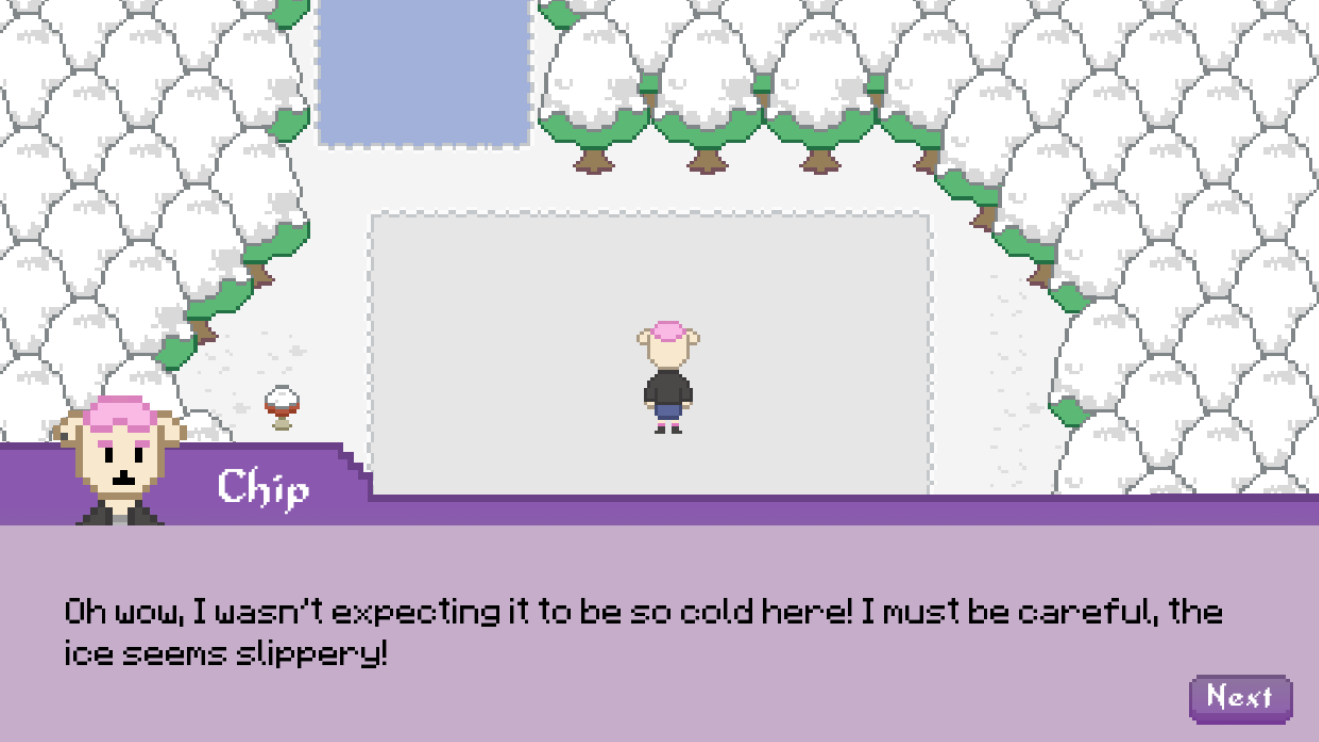 Chip
Oh wow, I wasn't expecting it to be so cold here! I must be careful, the
ice seems slippery!
Next